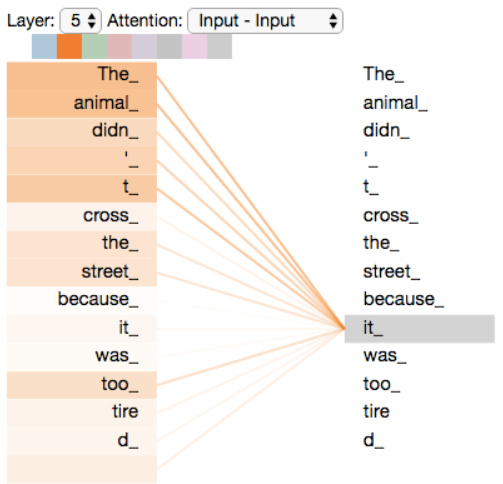 Layer: 5 Attention: Input - Input
The_ The_
animal_ animal_
didn_ didn_
'_ '_
t_ t_
cross_ cross_
the_ the_
street_ street_
because_ because_
it_ it_
was_ was_
too_ too_
tire tire
d_ d_